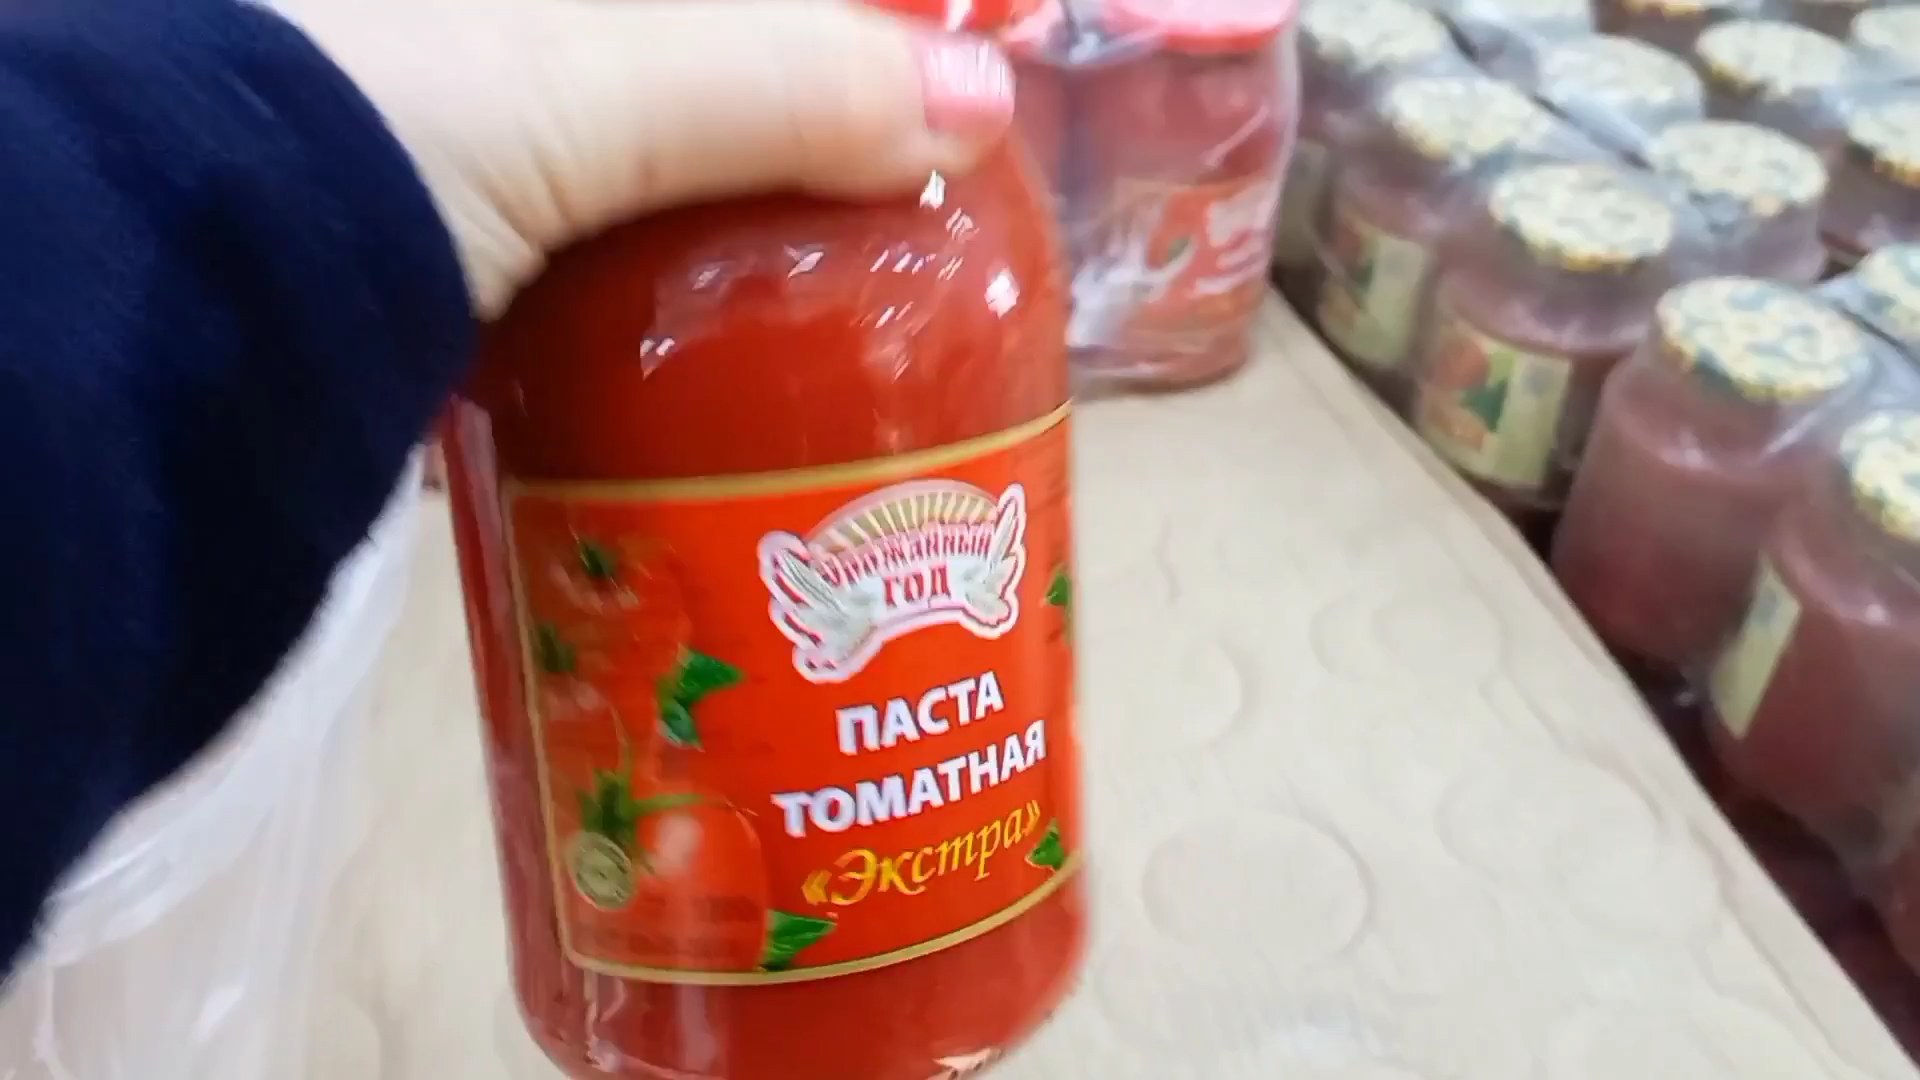 УРОЖАЙНЫЙ
ГОД
ПАСТА
ТОМАТНАЯ
«Экстра»